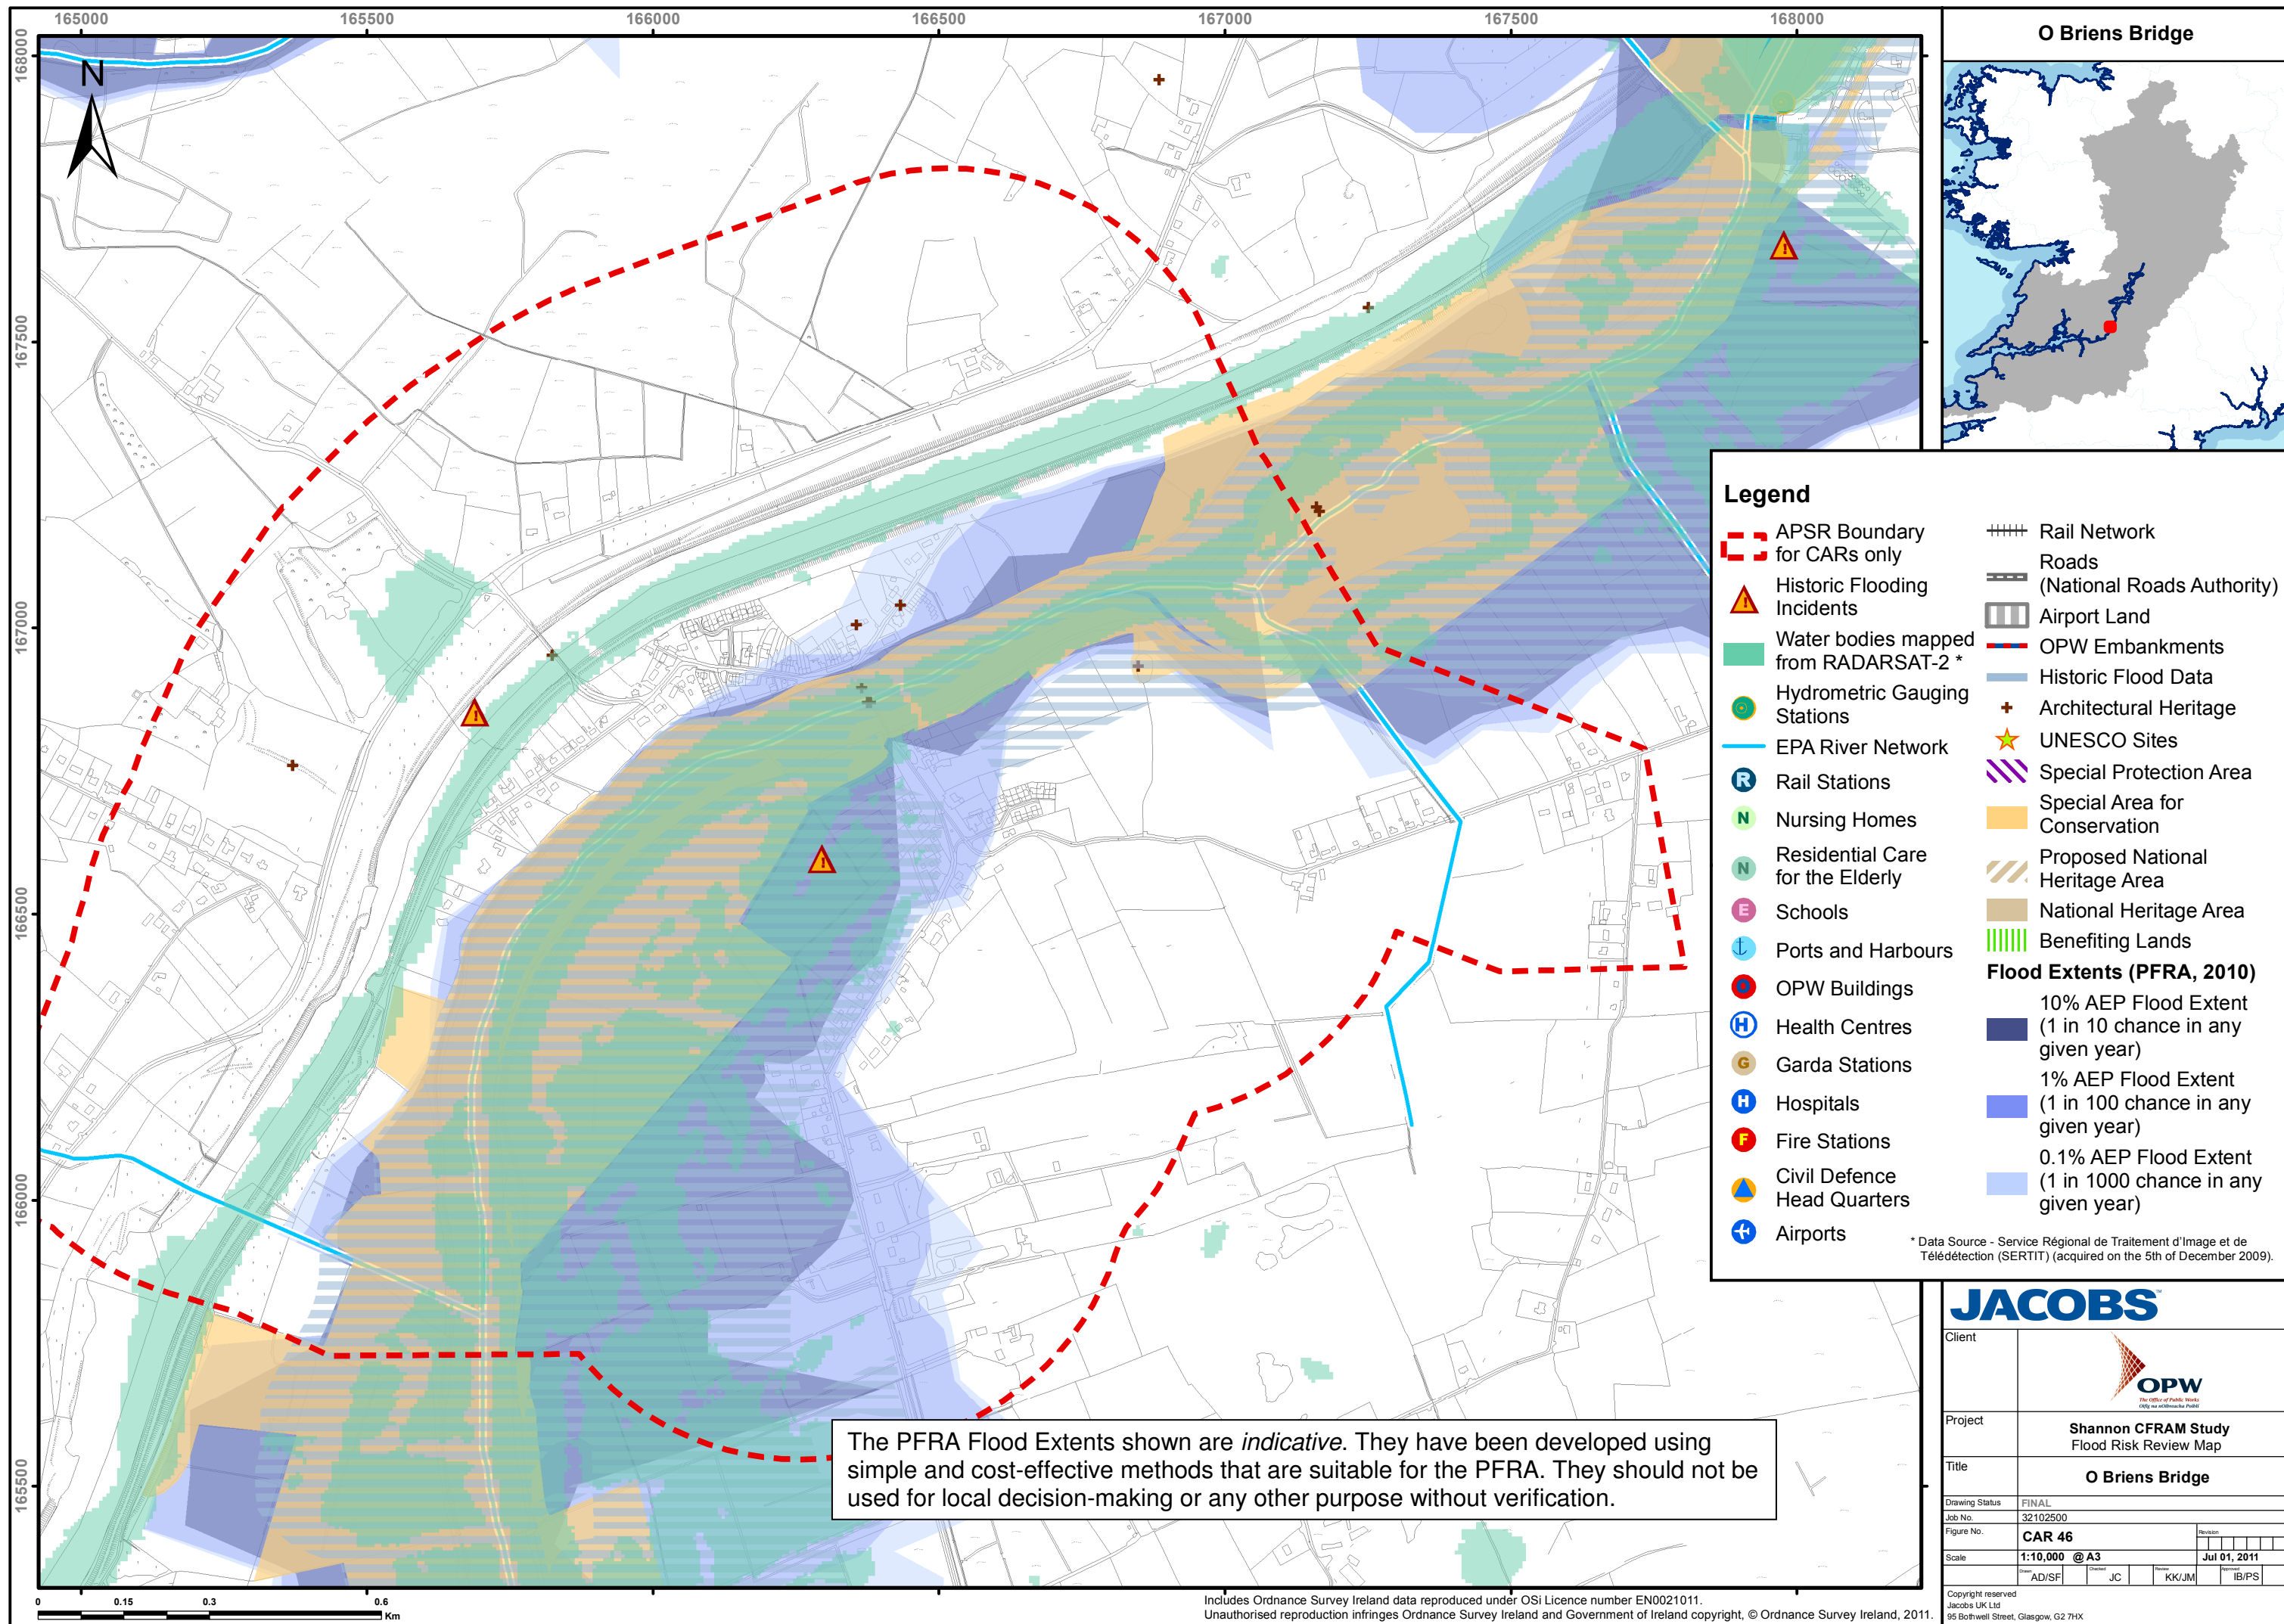 165000
165500
166000
166500
167000
167500
168000
168000
167500
167000
166500
166000
165500
N
O Briens Bridge
Legend
APSR Boundary
for CARs only
Historic Flooding
Incidents
Water bodies mapped
from RADARSAT-2 *
Hydrometric Gauging
Stations
EPA River Network
R Rail Stations
N Nursing Homes
N Residential Care
for the Elderly
E Schools
Ports and Harbours
O OPW Buildings
H Health Centres
G Garda Stations
H Hospitals
F Fire Stations
Civil Defence
Head Quarters
Airports
Rail Network
Roads
(National Roads Authority)
Airport Land
OPW Embankments
Historic Flood Data
Architectural Heritage
UNESCO Sites
Special Protection Area
Special Area for
Conservation
Proposed National
Heritage Area
National Heritage Area
Benefiting Lands
Flood Extents (PFRA, 2010)
10% AEP Flood Extent
(1 in 10 chance in any
given year)
1% AEP Flood Extent
(1 in 100 chance in any
given year)
0.1% AEP Flood Extent
(1 in 1000 chance in any
given year)
* Data Source - Service Régional de Traitement d'Image et de
Télédétection (SERTIT) (acquired on the 5th of December 2009).
The PFRA Flood Extents shown are indicative. They have been developed using
simple and cost-effective methods that are suitable for the PFRA. They should not be
used for local decision-making or any other purpose without verification.
JACOBS
Client
OPW
The Office of Public Works
Oifig na nOibreacha Poiblí
Project
Shannon CFRAM Study
Flood Risk Review Map
Title
O Briens Bridge
Drawing Status FINAL
Job No. 32102500
Figure No. CAR 46 Revision
Scale 1:10,000 @ A3 Jul 01, 2011
Drawn AD/SF Checked JC Review KK/JM Approved IB/PS
Copyright reserved
Jacobs UK Ltd
95 Bothwell Street, Glasgow, G2 7HX
0 0.15 0.3 0.6
Km
Includes Ordnance Survey Ireland data reproduced under OSi Licence number EN0021011.
Unauthorised reproduction infringes Ordnance Survey Ireland and Government of Ireland copyright, © Ordnance Survey Ireland, 2011.